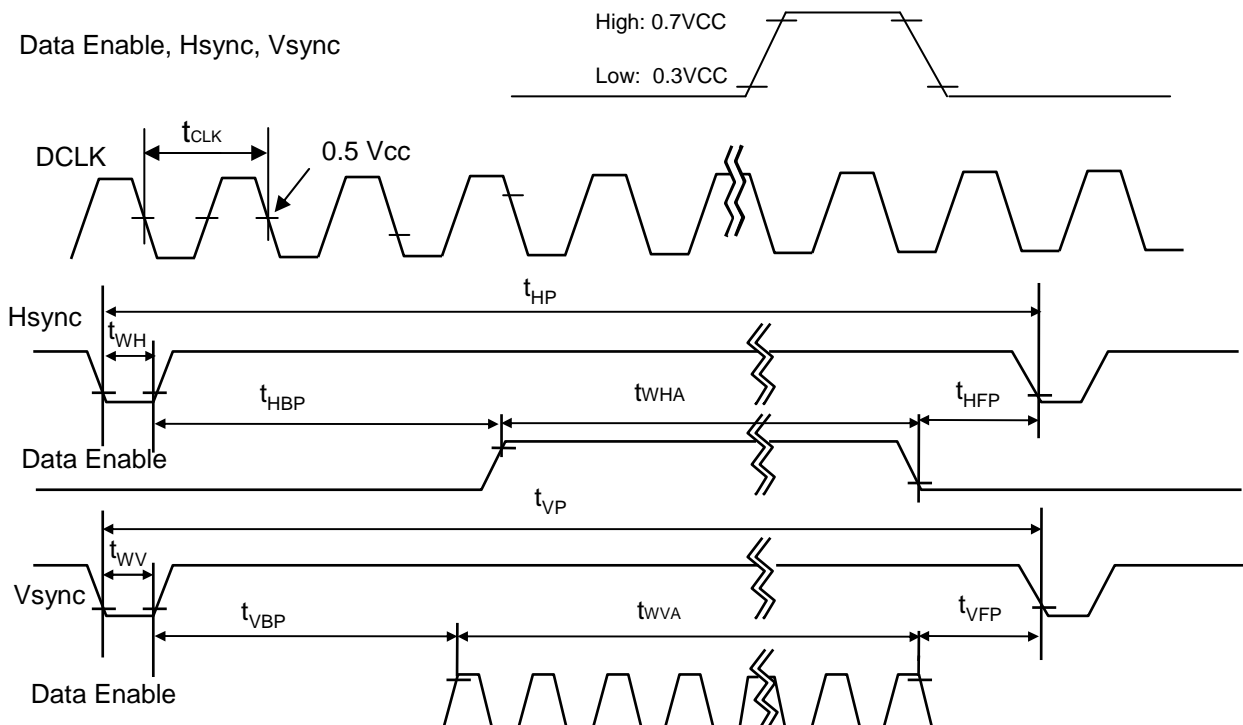 High: 0.7VCC
Data Enable, Hsync, Vsync
Low: 0.3VCC
tCLK
DCLK
0.5 Vcc
tHP
Hsync
tWH
tHBP
tWHA
tHFP
Data Enable
tVP
tWV
Vsync
tVBP
tWVA
tVFP
Data Enable